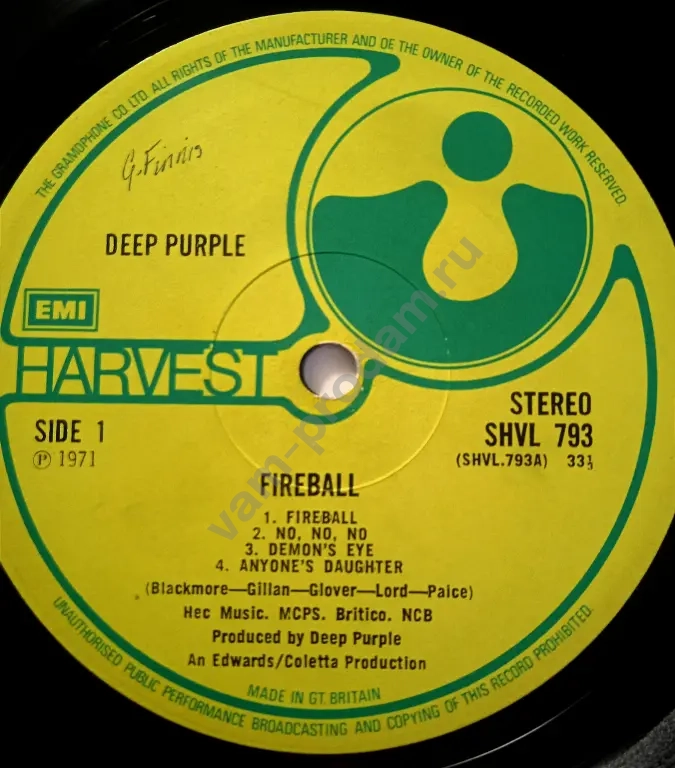 THE GRAMOPHONE CO LTD. ALL RIGHTS OF THE MANUFACTURER AND OE THE OWNER OF THE RECORDED WORK RESERVED.
G. Finnis
DEEP PURPLE
EMI
HARVEST
SIDE 1
Ⓟ 1971
STEREO
SHVL 793
(SHVL.793A) 33⅓
FIREBALL
1. FIREBALL
2. NO, NO, NO
3. DEMON'S EYE
4. ANYONE'S DAUGHTER
(Blackmore—Gillan—Glover—Lord—Paice)
Hec Music. MCPS. Britico. NCB
Produced by Deep Purple
An Edwards/Coletta Production
MADE IN GT. BRITAIN
UNAUTHORISED PUBLIC PERFORMANCE BROADCASTING AND COPYING OF THIS RECORD PROHIBITED.
vam-prodam.ru